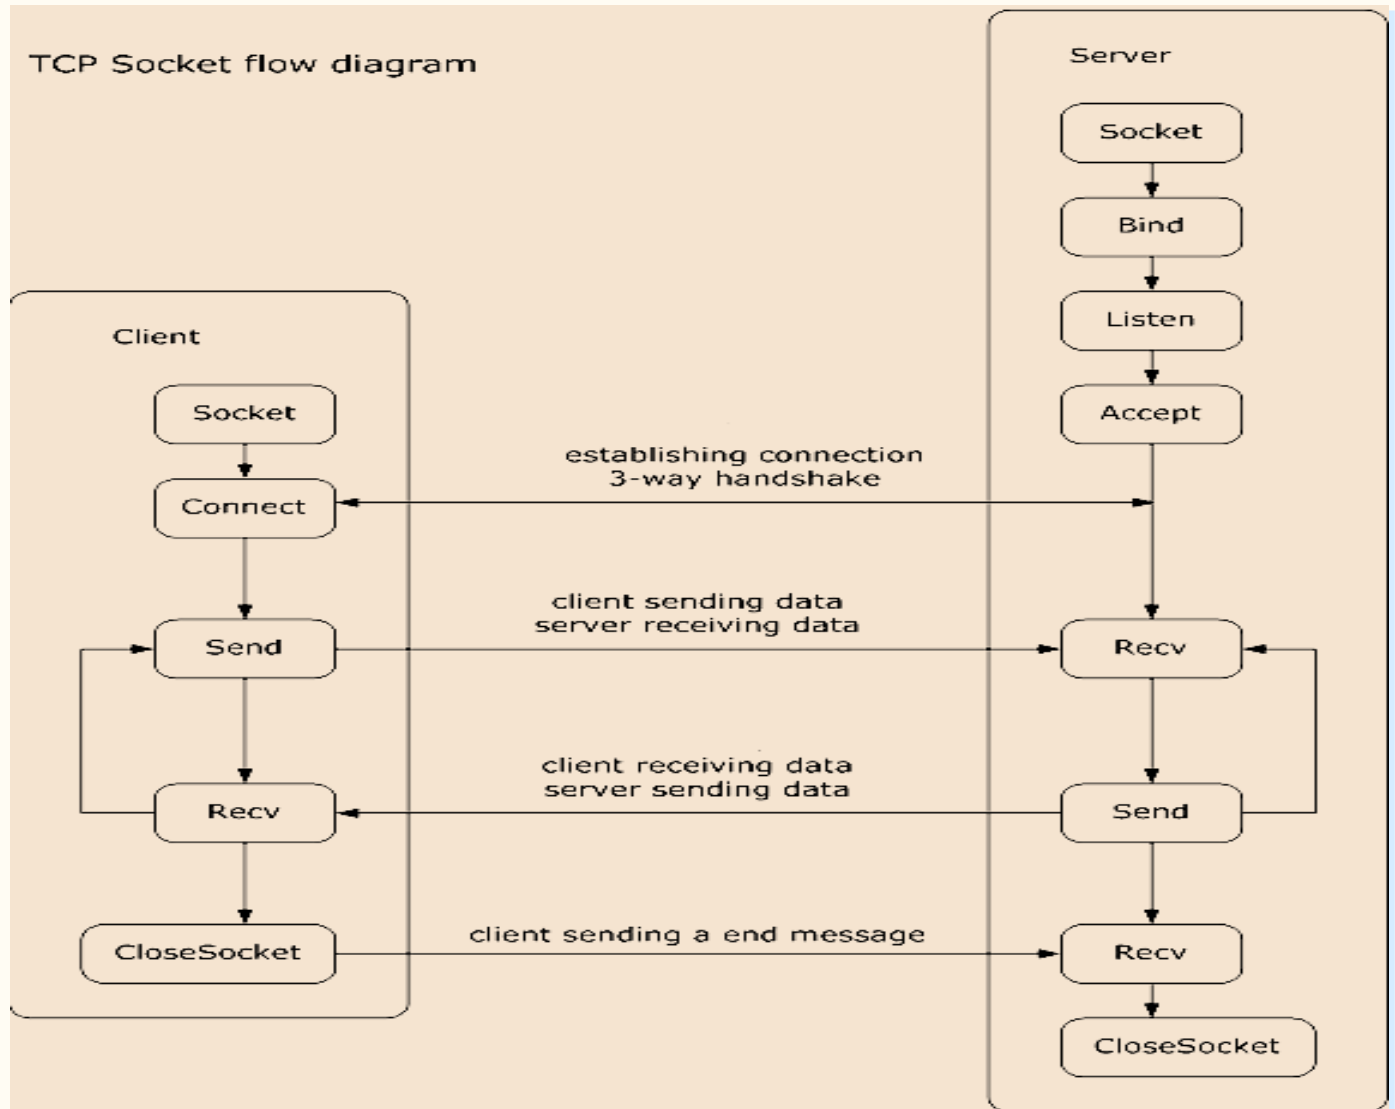 TCP Socket flow diagram
Server
Socket
Bind
Listen
Accept
Client
Socket
Connect
establishing connection
3-way handshake
client sending data
server receiving data
Send
Recv
client receiving data
server sending data
Recv
Send
CloseSocket
client sending a end message
Recv
CloseSocket